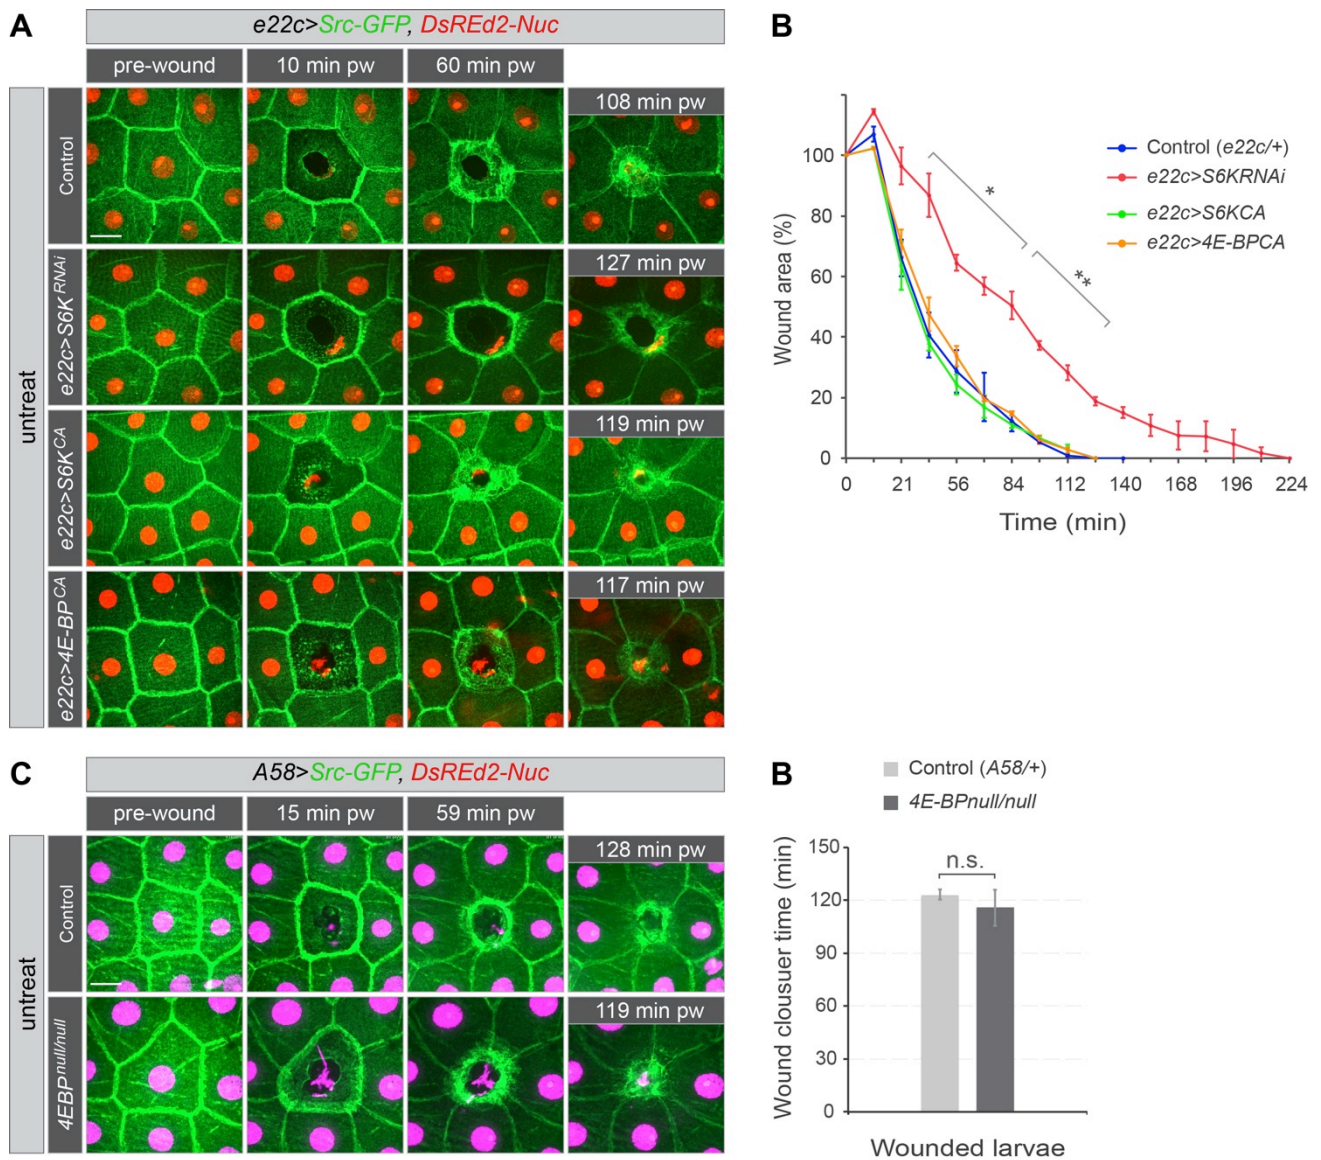 A
e22c>Src-GFP, DsREd2-Nuc
pre-wound
10 min pw
60 min pw
untreat
Control
108 min pw
e22c>S6K RNAi
127 min pw
e22c>S6K CA
119 min pw
e22c>4E-BP CA
117 min pw
B
Wound area (%)
100
80
60
40
20
0
0 21 56 84 112 140 168 196 224
Time (min)
*
**
Control (e22c/+)
e22c>S6KRNAi
e22c>S6KCA
e22c>4E-BPCA
C
A58>Src-GFP, DsREd2-Nuc
pre-wound
15 min pw
59 min pw
untreat
Control
128 min pw
4EBP null/null
119 min pw
B
Control (A58/+)
4E-BPnull/null
Wound clousuer time (min)
150
120
90
60
30
0
n.s.
Wounded larvae